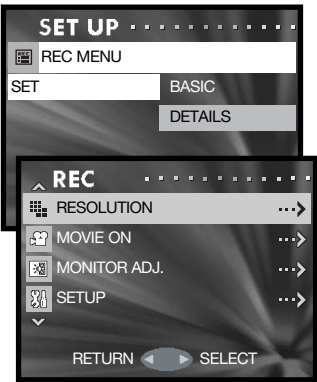 SET UP
REC MENU
SET BASIC
DETAILS
REC
RESOLUTION
MOVIE ON
MONITOR ADJ.
SETUP
RETURN SELECT